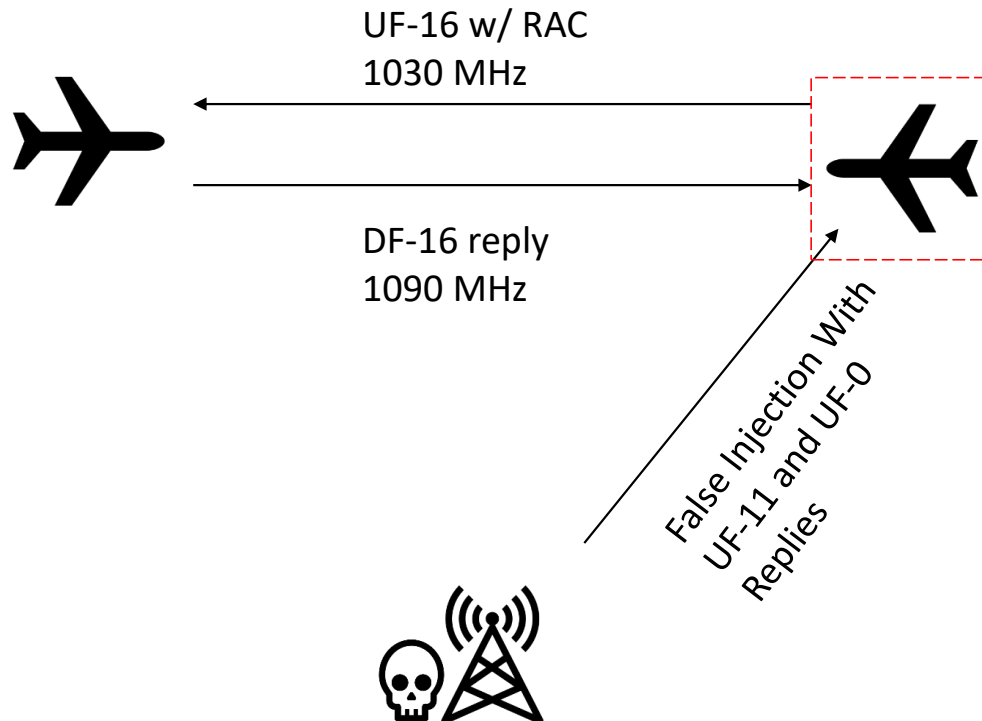 UF-16 w/ RAC
1030 MHz
DF-16 reply
1090 MHz
False Injection With
UF-11 and UF-0
Replies